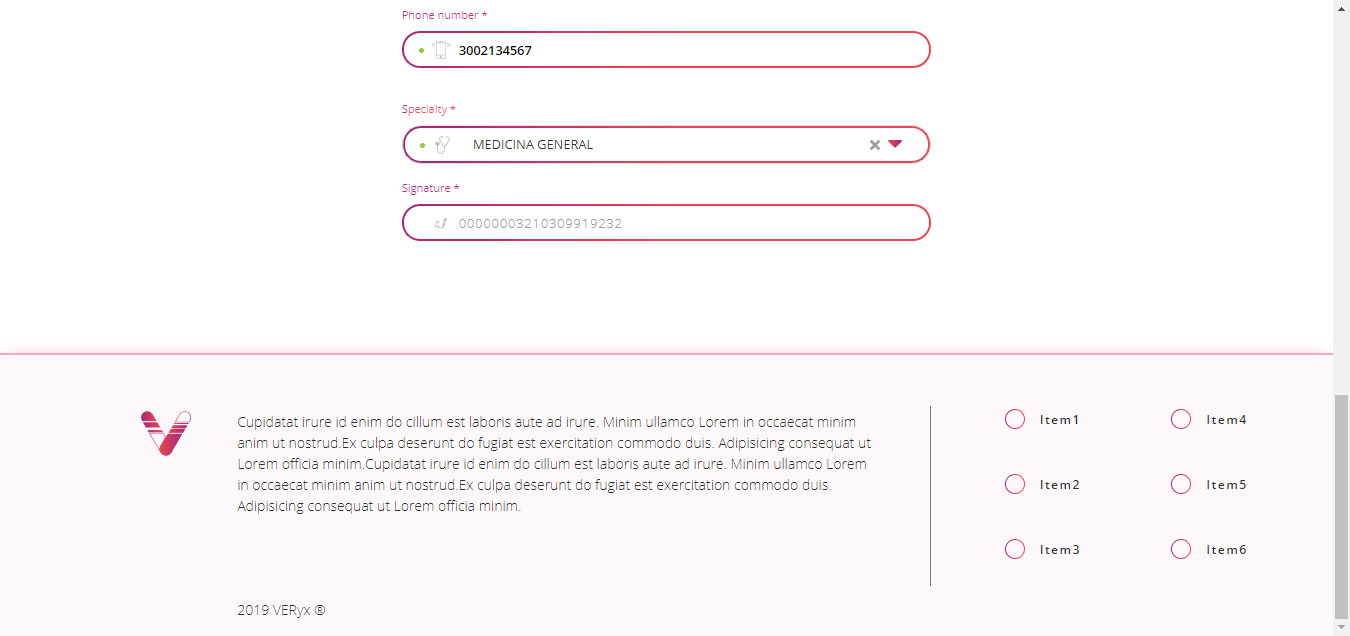 Phone number *
3002134567
Specialty *
MEDICINA GENERAL
Signature *
00000003210309919232
Cupidatat irure id enim do cillum est laboris aute ad irure. Minim ullamco Lorem in occaecat minim
anim ut nostrud.Ex culpa deserunt do fugiat est exercitation commodo duis. Adipisicing consequat ut
Lorem officia minim.Cupidatat irure id enim do cillum est laboris aute ad irure. Minim ullamco Lorem
in occaecat minim anim ut nostrud.Ex culpa deserunt do fugiat est exercitation commodo duis.
Adipisicing consequat ut Lorem officia minim.
2019 VERyx ®
Item1
Item4
Item2
Item5
Item3
Item6